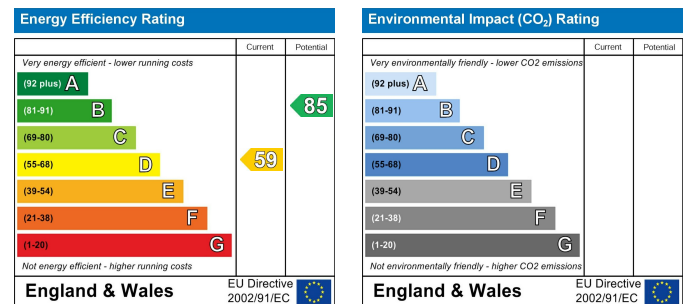 Energy Efficiency Rating
Current Potential
Very energy efficient - lower running costs
(92 plus) A
(81-91) B
(69-80) C
(55-68) D
(39-54) E
(21-38) F
(1-20) G
85
59
Not energy efficient - higher running costs
England & Wales
EU Directive
2002/91/EC
Environmental Impact (CO₂) Rating
Current Potential
Very environmentally friendly - lower CO2 emissions
(92 plus) A
(81-91) B
(69-80) C
(55-68) D
(39-54) E
(21-38) F
(1-20) G
Not environmentally friendly - higher CO2 emissions
England & Wales
EU Directive
2002/91/EC